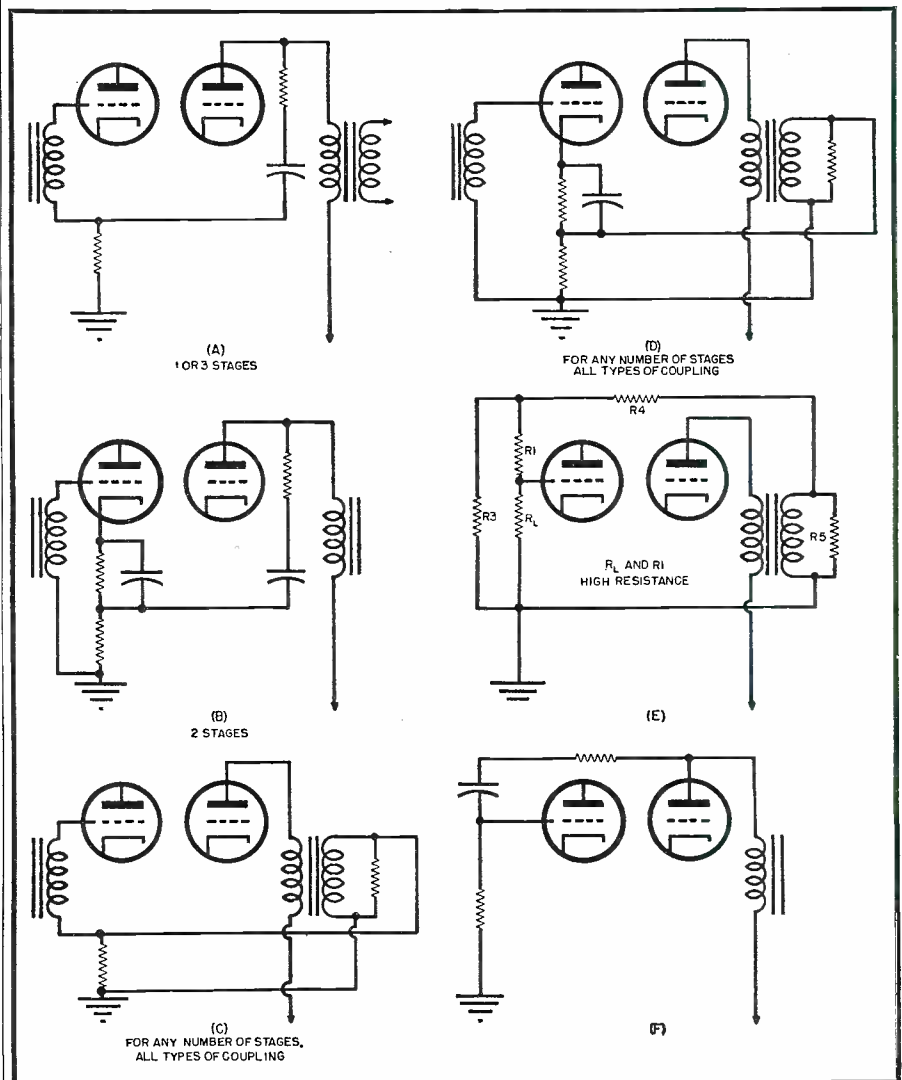 (A)
1 OR 3 STAGES
(D)
FOR ANY NUMBER OF STAGES
ALL TYPES OF COUPLING
(B)
2 STAGES
R4
R1
R3
RL
R5
RL AND R1
HIGH RESISTANCE
(E)
(C)
FOR ANY NUMBER OF STAGES.
ALL TYPES OF COUPLING
(F)